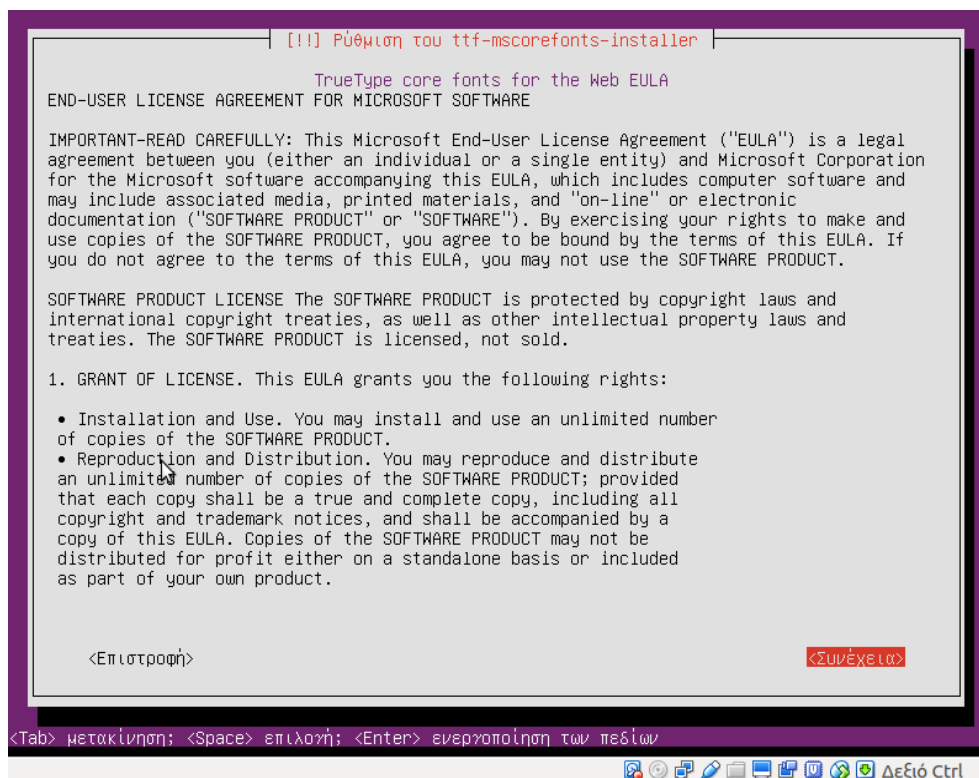 [!!] Ρύθμιση του ttf-mscorefonts-installer
TrueType core fonts for the Web EULA
END-USER LICENSE AGREEMENT FOR MICROSOFT SOFTWARE
IMPORTANT-READ CAREFULLY: This Microsoft End-User License Agreement ("EULA") is a legal
agreement between you (either an individual or a single entity) and Microsoft Corporation
for the Microsoft software accompanying this EULA, which includes computer software and
may include associated media, printed materials, and "on-line" or electronic
documentation ("SOFTWARE PRODUCT" or "SOFTWARE"). By exercising your rights to make and
use copies of the SOFTWARE PRODUCT, you agree to be bound by the terms of this EULA. If
you do not agree to the terms of this EULA, you may not use the SOFTWARE PRODUCT.
SOFTWARE PRODUCT LICENSE The SOFTWARE PRODUCT is protected by copyright laws and
international copyright treaties, as well as other intellectual property laws and
treaties. The SOFTWARE PRODUCT is licensed, not sold.
1. GRANT OF LICENSE. This EULA grants you the following rights:
• Installation and Use. You may install and use an unlimited number
of copies of the SOFTWARE PRODUCT.
• Reproduction and Distribution. You may reproduce and distribute
an unlimited number of copies of the SOFTWARE PRODUCT; provided
that each copy shall be a true and complete copy, including all
copyright and trademark notices, and shall be accompanied by a
copy of this EULA. Copies of the SOFTWARE PRODUCT may not be
distributed for profit either on a standalone basis or included
as part of your own product.
<Επιστροφή> <Συνέχεια>
<Tab> μετακίνηση; <Space> επιλογή; <Enter> ενεργοποίηση των πεδίων
Δεξιό Ctrl